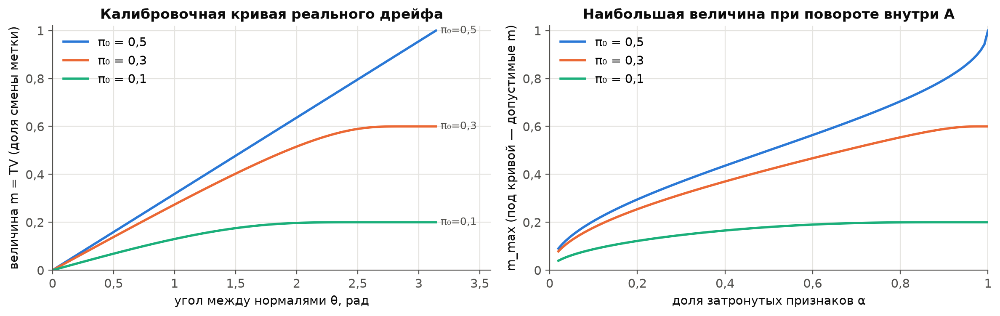 Калибровочная кривая реального дрейфа
величина m = TV (доля смены метки)
1
0,8
0,6
0,4
0,2
0
π₀ = 0,5
π₀ = 0,3
π₀ = 0,1
π₀=0,5
π₀=0,3
π₀=0,1
0 0,5 1 1,5 2 2,5 3 3,5
угол между нормалями θ, рад
Наибольшая величина при повороте внутри A
m_max (под кривой — допустимые m)
1
0,8
0,6
0,4
0,2
0
π₀ = 0,5
π₀ = 0,3
π₀ = 0,1
0 0,2 0,4 0,6 0,8 1
доля затронутых признаков α